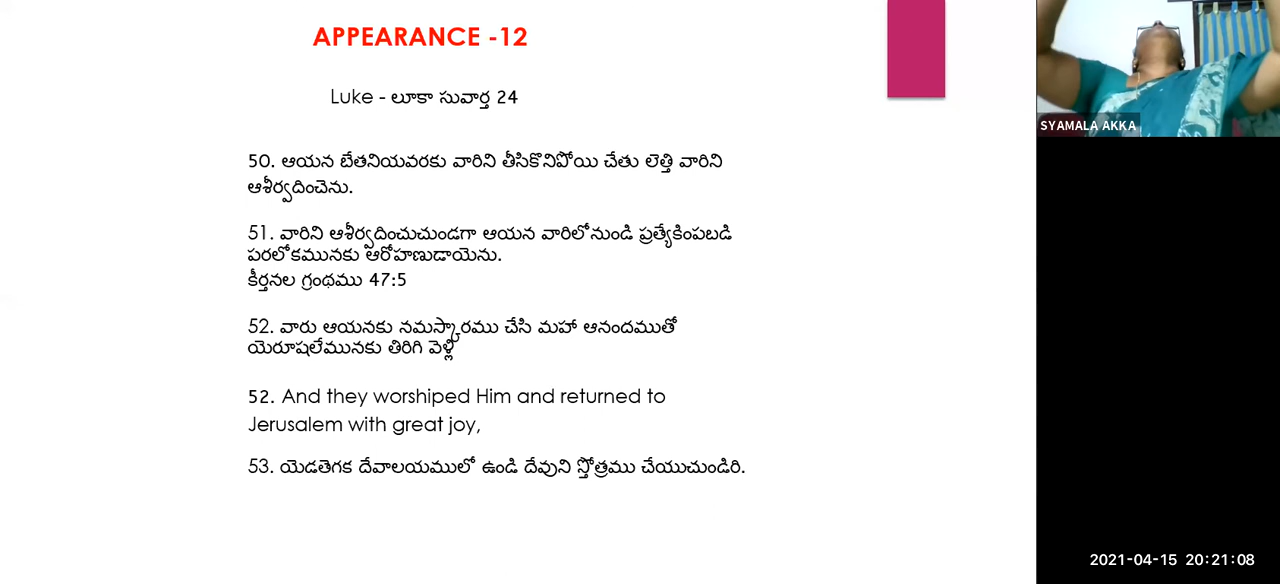 APPEARANCE -12
Luke - లూకా సువార్త 24
50. ఆయన బేతనియవరకు వారిని తీసికొనిపోయి చేతు లెత్తి వారిని
ఆశీర్వదించెను.
51. వారిని ఆశీర్వదించుచుండగా ఆయన వారిలోనుండి ప్రత్యేకింపబడి
పరలోకమునకు ఆరోహణుడాయెను.
కీర్తనల గ్రంథము 47:5
52. వారు ఆయనకు నమస్కారము చేసి మహా ఆనందముతో
యెరూషలేమునకు తిరిగి వెళ్లి
52. And they worshiped Him and returned to
Jerusalem with great joy,
53. యెడతెగక దేవాలయములో ఉండి దేవుని స్తోత్రము చేయుచుండిరి.
SYAMALA AKKA
2021-04-15 20:21:08